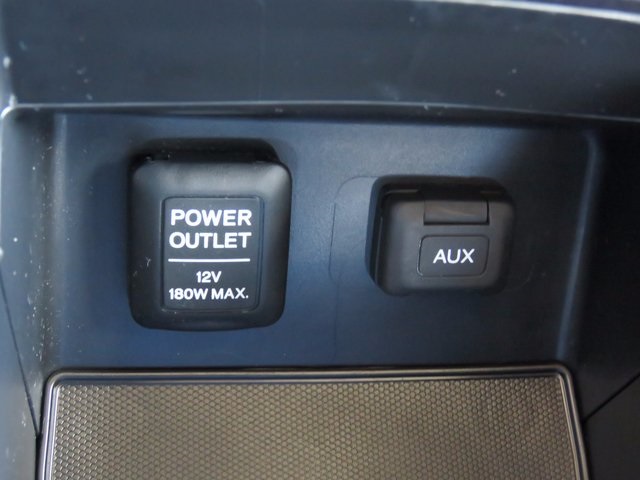 POWER
OUTLET
12V
180W MAX.
AUX